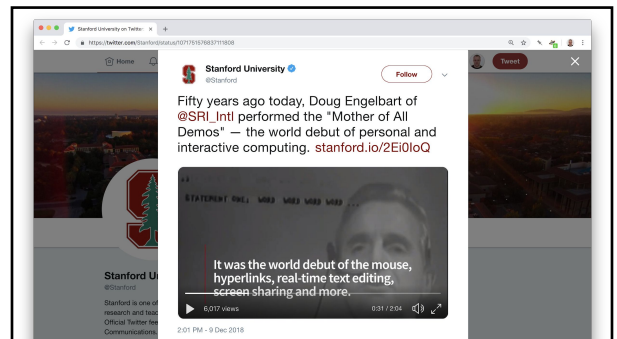 Stanford University on Twitter
https://twitter.com/Stanford/status/1071751576837111808
Home
Tweet
Stanford University
@Stanford
Follow
Fifty years ago today, Doug Engelbart of
@SRI_Intl performed the "Mother of All
Demos" — the world debut of personal and
interactive computing. stanford.io/2Ei0IoQ
STATEMENT ONE: WORD WORD WORD WORD
It was the world debut of the mouse,
hyperlinks, real-time text editing,
screen sharing and more.
6,017 views
0:31 / 2:04
2:01 PM - 9 Dec 2018
Stanford Un
@Stanford
Stanford is one of
research and teac
Official Twitter fee
Communications,